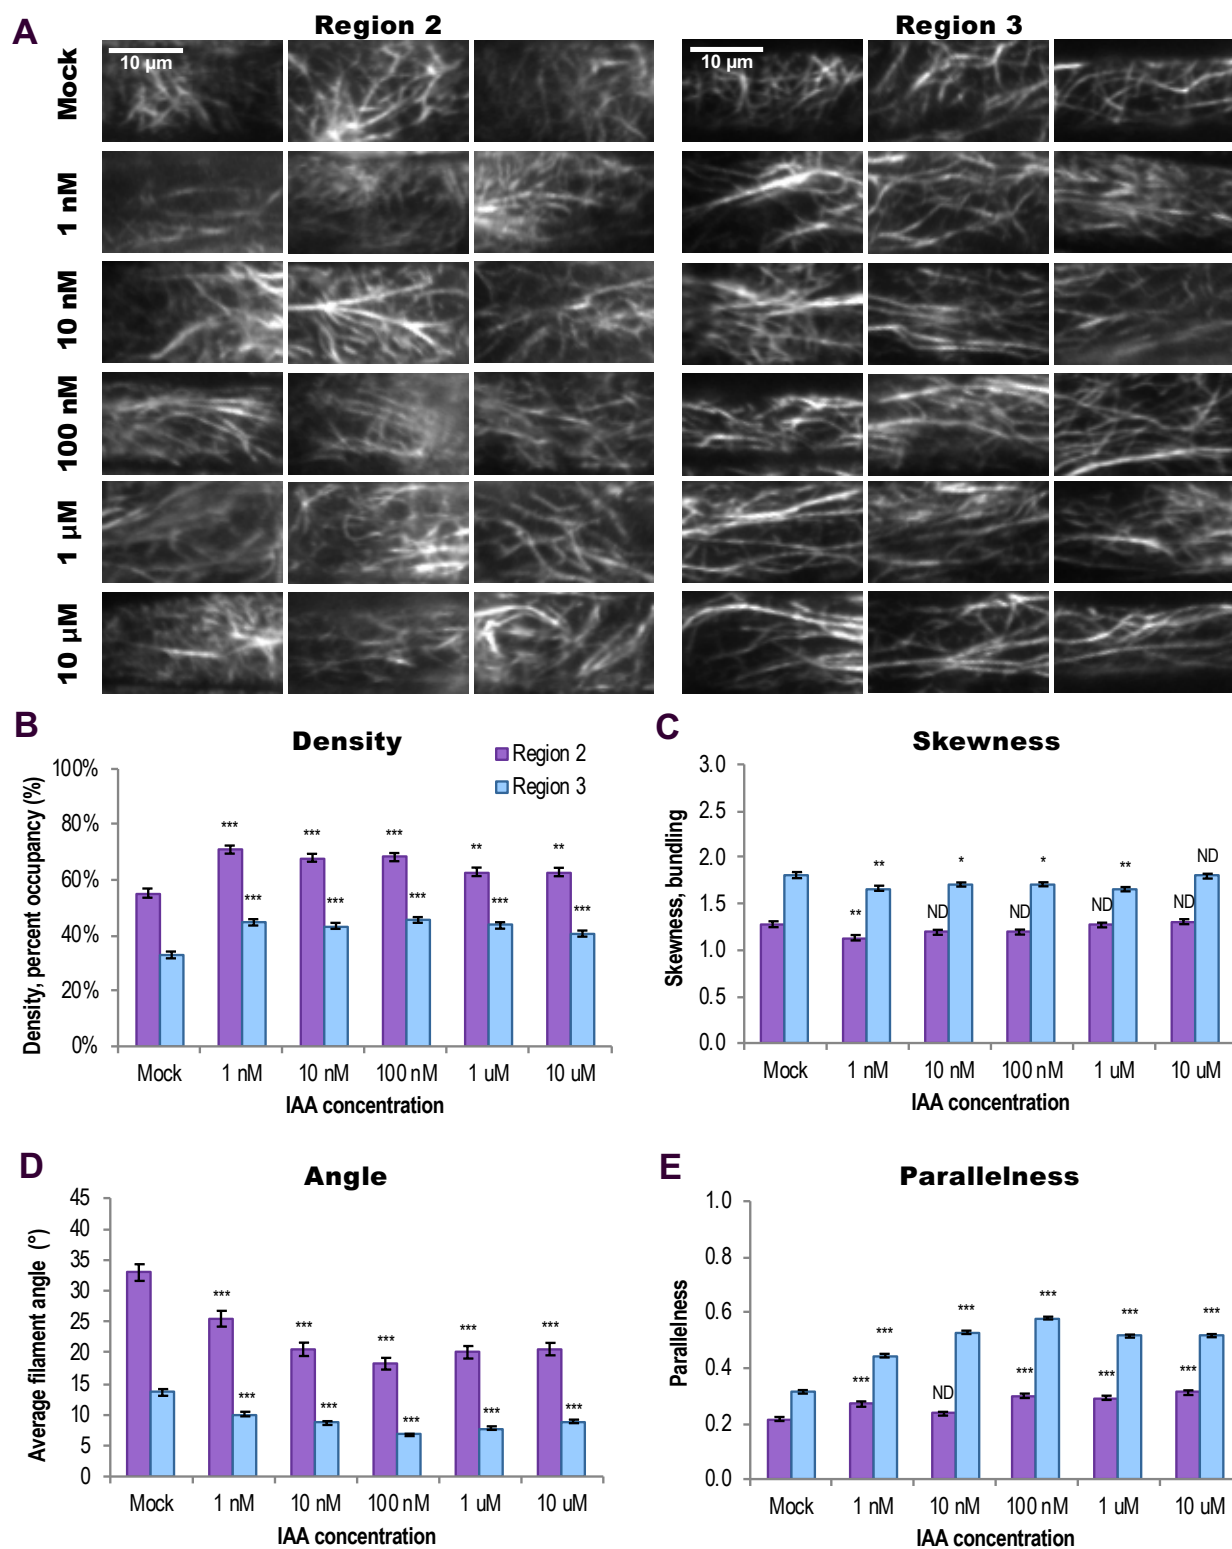 A
Region 2
Region 3
Mock
10 µm
10 µm
1 nM
10 nM
100 nM
1 µM
10 µM
B
Density
Region 2
Region 3
Density, percent occupancy (%)
100%
80%
60%
40%
20%
0%
*** *** *** ** **
*** *** *** *** ***
Mock 1 nM 10 nM 100 nM 1 uM 10 uM
IAA concentration
C
Skewness
Skewness, bundling
3.0
2.5
2.0
1.5
1.0
0.5
0.0
** * * ** ND
** ND ND ND ND
Mock 1 nM 10 nM 100 nM 1 uM 10 uM
IAA concentration
D
Angle
Average filament angle (°)
45
40
35
30
25
20
15
10
5
0
*** *** *** *** ***
*** *** *** *** ***
Mock 1 nM 10 nM 100 nM 1 uM 10 uM
IAA concentration
E
Parallelness
Parallelness
1.0
0.8
0.6
0.4
0.2
0.0
*** *** *** *** ***
*** ND *** *** ***
Mock 1 nM 10 nM 100 nM 1 uM 10 uM
IAA concentration